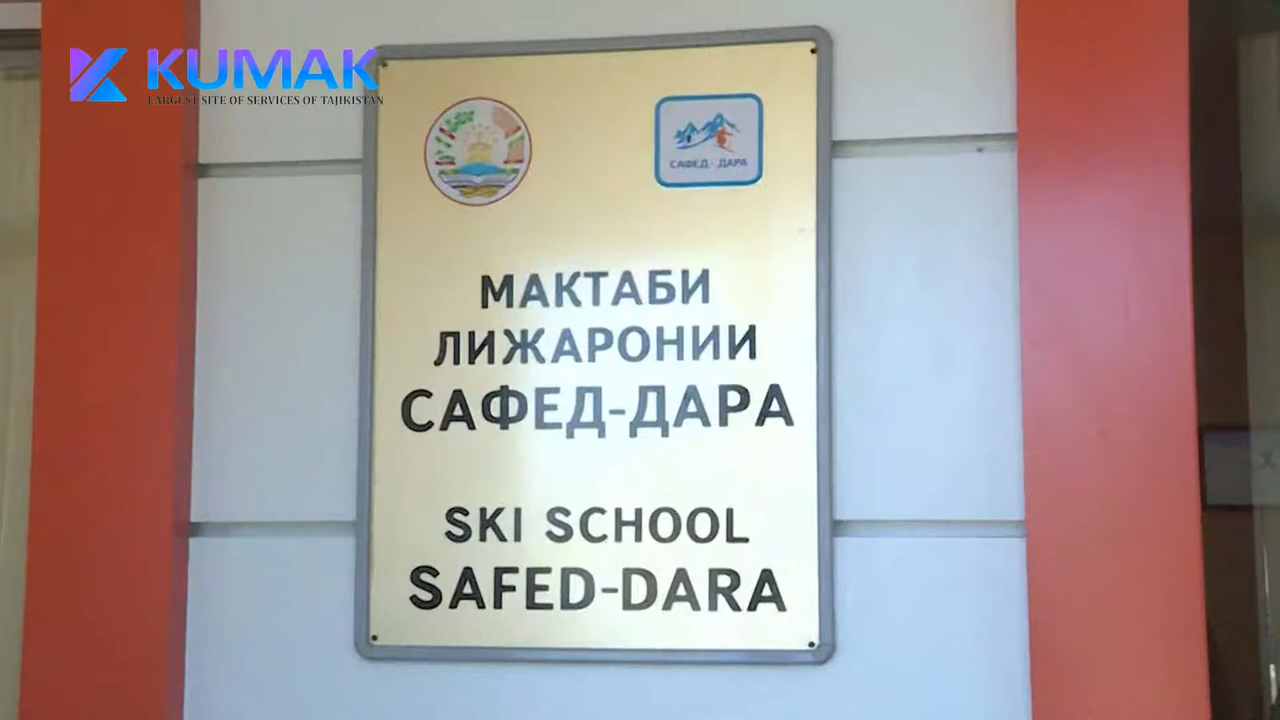 KUMAK
LARGEST SITE OF SERVICES OF TAJIKISTAN
САФЕД - ДАРА
МАКТАБИ
ЛИЖАРОНИИ
САФЕД-ДАРА
SKI SCHOOL
SAFED-DARA